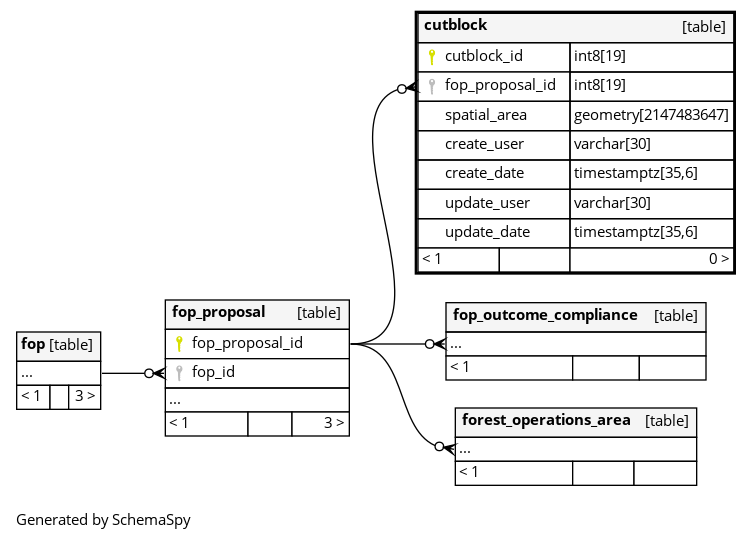 cutblock [table]
cutblock_id int8[19]
fop_proposal_id int8[19]
spatial_area geometry[2147483647]
create_user varchar[30]
create_date timestamptz[35,6]
update_user varchar[30]
update_date timestamptz[35,6]
< 1 0 >
fop_proposal [table]
fop_proposal_id
fop_id
...
< 1 3 >
fop_outcome_compliance [table]
...
< 1
fop [table]
...
< 1 3 >
forest_operations_area [table]
...
< 1
Generated by SchemaSpy